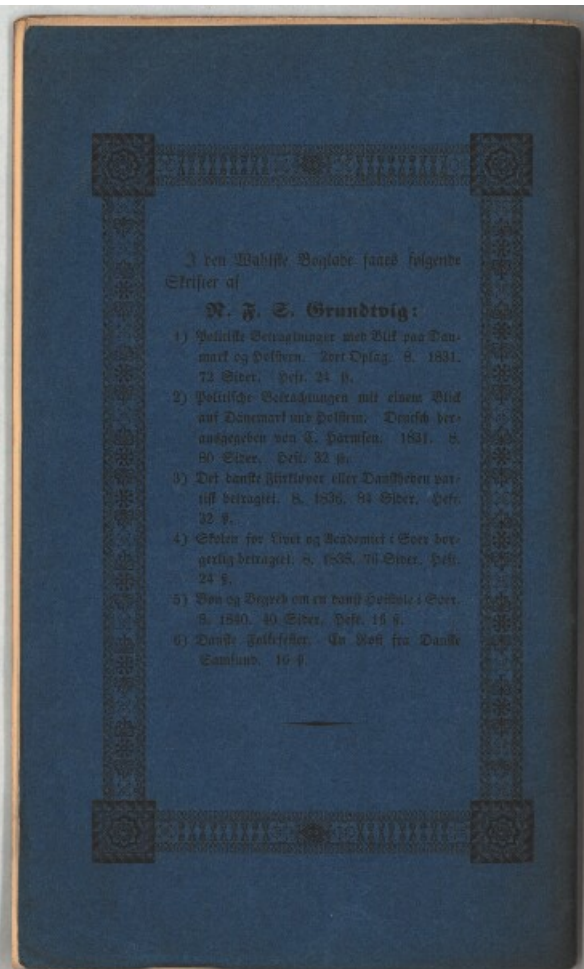 I den Wahlske Boglade faaes følgende
Skrifter af
N. F. S. Grundtvig:
1) Politiske Betragtninger med Blik paa Dan-
mark og Holsteen. 2det Oplag. 8. 1831.
72 Sider. Heft. 24 ß.
2) Politische Betrachtungen mit einem Blick
auf Dänemark und Holstein. Deutsch her-
ausgegeben von C. Harmsen. 1831. 8.
80 Sider. Heft. 32 ß.
3) Det danske Fiirkløver eller Danskheden par-
tisk betragtet. 8. 1836. 84 Sider. Heft.
32 ß.
4) Skolen for Livet og Academiet i Soer bor-
gerlig betragtet. 8. 1838. 76 Sider. Heft.
24 ß.
5) Bøn og Begreb om en dansk Høiskole i Soer.
8. 1840. 40 Sider. Heft. 16 ß.
6) Danske Folkefester. En Røst fra Danske
Samfund. 16 ß.